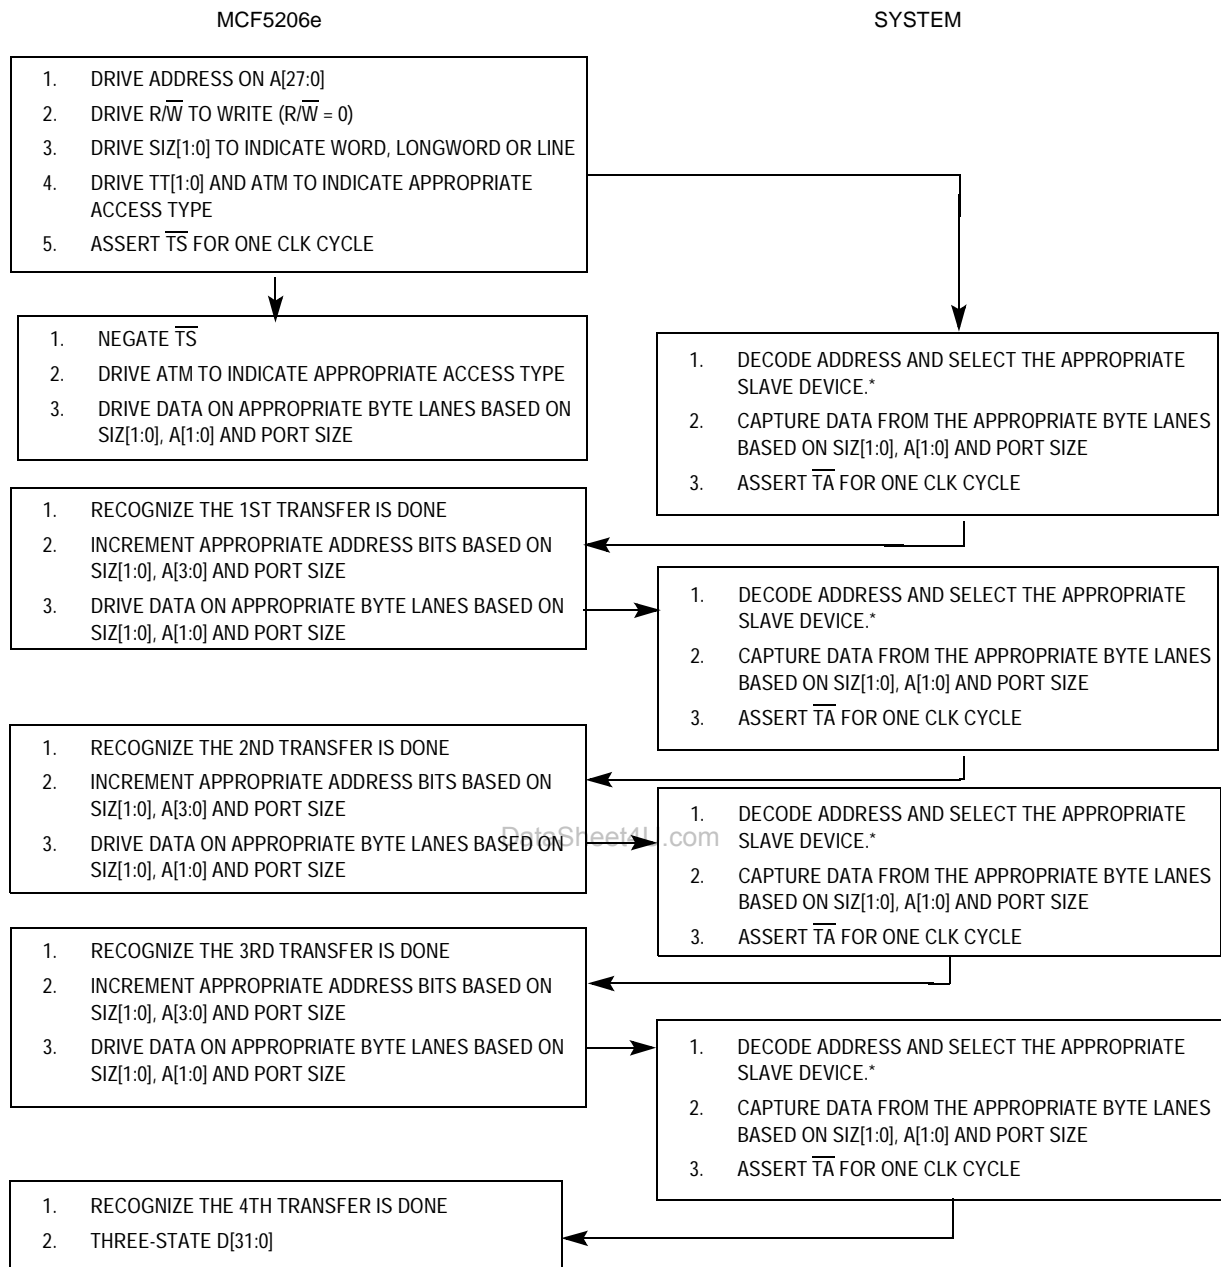 MCF5206e
SYSTEM
1. DRIVE ADDRESS ON A[27:0]
2. DRIVE R/W̅ TO WRITE (R/W̅ = 0)
3. DRIVE SIZ[1:0] TO INDICATE WORD, LONGWORD OR LINE
4. DRIVE TT[1:0] AND ATM TO INDICATE APPROPRIATE
ACCESS TYPE
5. ASSERT T̅S̅ FOR ONE CLK CYCLE
1. NEGATE T̅S̅
2. DRIVE ATM TO INDICATE APPROPRIATE ACCESS TYPE
3. DRIVE DATA ON APPROPRIATE BYTE LANES BASED ON
SIZ[1:0], A[1:0] AND PORT SIZE
1. DECODE ADDRESS AND SELECT THE APPROPRIATE
SLAVE DEVICE.*
2. CAPTURE DATA FROM THE APPROPRIATE BYTE LANES
BASED ON SIZ[1:0], A[1:0] AND PORT SIZE
3. ASSERT T̅A̅ FOR ONE CLK CYCLE
1. RECOGNIZE THE 1ST TRANSFER IS DONE
2. INCREMENT APPROPRIATE ADDRESS BITS BASED ON
SIZ[1:0], A[3:0] AND PORT SIZE
3. DRIVE DATA ON APPROPRIATE BYTE LANES BASED ON
SIZ[1:0], A[1:0] AND PORT SIZE
1. DECODE ADDRESS AND SELECT THE APPROPRIATE
SLAVE DEVICE.*
2. CAPTURE DATA FROM THE APPROPRIATE BYTE LANES
BASED ON SIZ[1:0], A[1:0] AND PORT SIZE
3. ASSERT T̅A̅ FOR ONE CLK CYCLE
1. RECOGNIZE THE 2ND TRANSFER IS DONE
2. INCREMENT APPROPRIATE ADDRESS BITS BASED ON
SIZ[1:0], A[3:0] AND PORT SIZE
3. DRIVE DATA ON APPROPRIATE BYTE LANES BASED ON
SIZ[1:0], A[1:0] AND PORT SIZE
DataSheet4U.com
1. DECODE ADDRESS AND SELECT THE APPROPRIATE
SLAVE DEVICE.*
2. CAPTURE DATA FROM THE APPROPRIATE BYTE LANES
BASED ON SIZ[1:0], A[1:0] AND PORT SIZE
3. ASSERT T̅A̅ FOR ONE CLK CYCLE
1. RECOGNIZE THE 3RD TRANSFER IS DONE
2. INCREMENT APPROPRIATE ADDRESS BITS BASED ON
SIZ[1:0], A[3:0] AND PORT SIZE
3. DRIVE DATA ON APPROPRIATE BYTE LANES BASED ON
SIZ[1:0], A[1:0] AND PORT SIZE
1. DECODE ADDRESS AND SELECT THE APPROPRIATE
SLAVE DEVICE.*
2. CAPTURE DATA FROM THE APPROPRIATE BYTE LANES
BASED ON SIZ[1:0], A[1:0] AND PORT SIZE
3. ASSERT T̅A̅ FOR ONE CLK CYCLE
1. RECOGNIZE THE 4TH TRANSFER IS DONE
2. THREE-STATE D[31:0]